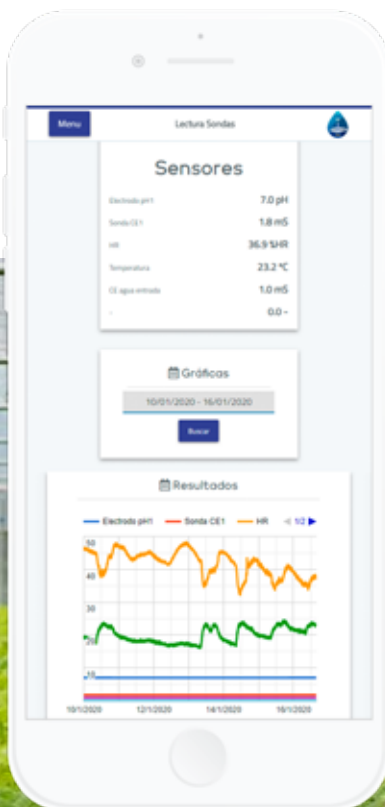 Menu Lectura Sondas
Sensores
Electrodo pH1 7.0 pH
Sonda CE1 1.8 mS
HR 36.9 %HR
Temperatura 23.2 ºC
CE agua entrada 1.0 mS
- 0.0 -
Gráficas
10/01/2020 - 16/01/2020
Buscar
Resultados
Electrodo pH1 Sonda CE1 HR 1/2
50
40
30
20
10
10/1/2020 12/1/2020 14/1/2020 16/1/2020